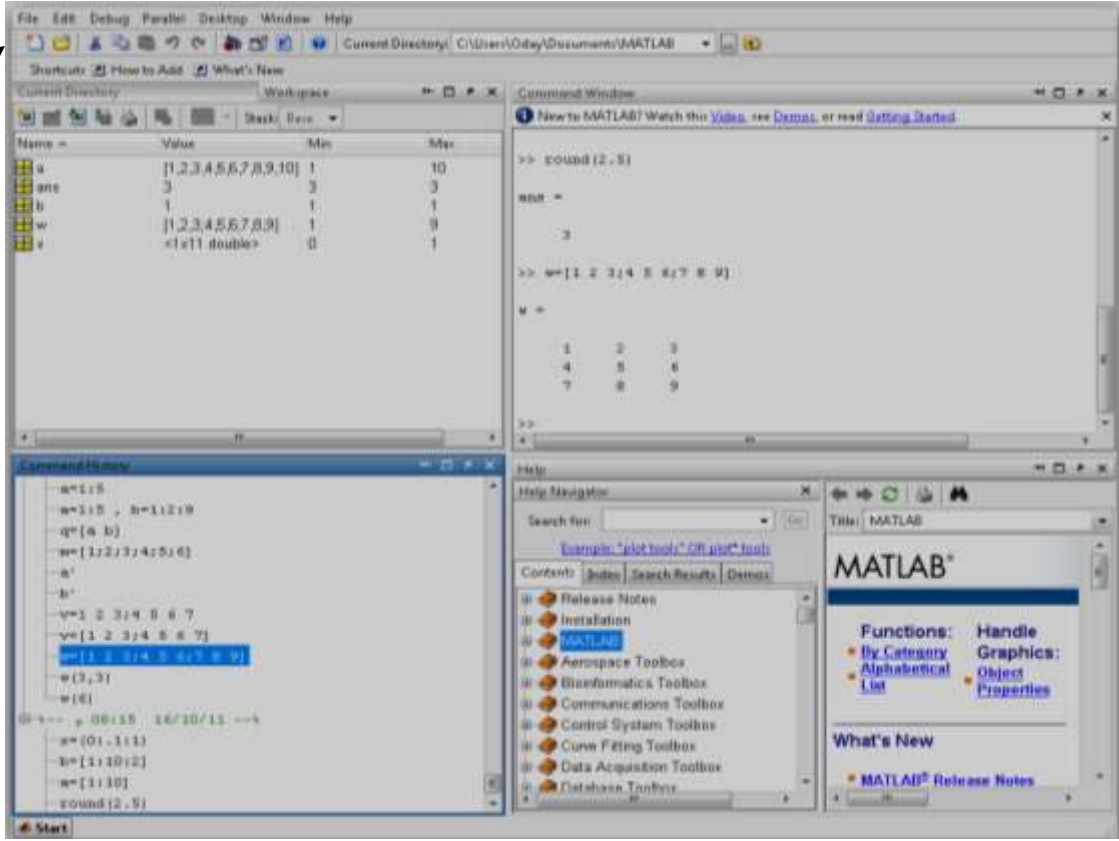 File Edit Debug Parallel Desktop Window Help
Current Directory: C:\Users\Oday\Documents\MATLAB
Shortcuts How to Add What's New
Current Directory Workspace
Stack: Base
Name Value Min Max
a [1,2,3,4,5,6,7,8,9,10] 1 10
ans 3 3 3
b 1 1 1
w [1,2,3,4,5,6,7,8,9] 1 9
<1x11 double> 0 1
Command Window
New to MATLAB? Watch this Video, see Demos, or read Getting Started.
>> round(2.5)
ans =
3
>> w=[1 2 3;4 5 6;7 8 9]
w =
1 2 3
4 5 6
7 8 9
>>
Command History
a=1:5
a=1:5 , b=1:2:9
q=[a b]
m=[1;2;3;4;5;6]
a'
b'
v=1 2 3;4 5 6 7
v=[1 2 3;4 5 6 7]
w=[1 2 3;4 5 6;7 8 9]
w(3,3)
w(6)
%-- 08:15 16/10/11 --%
x=(0:.1:1)
b=[1:10;2]
a=[1:10]
round(2.5)
Help
Help Navigator
Search for: Go
Example: "plot tools" OR plot* tools
Contents Index Search Results Demos
Release Notes
Installation
MATLAB
Aerospace Toolbox
Bioinformatics Toolbox
Communications Toolbox
Control System Toolbox
Curve Fitting Toolbox
Data Acquisition Toolbox
Database Toolbox
Title: MATLAB
MATLAB®
Functions:
By Category
Alphabetical List
Handle Graphics:
Object Properties
What's New
MATLAB® Release Notes
Start